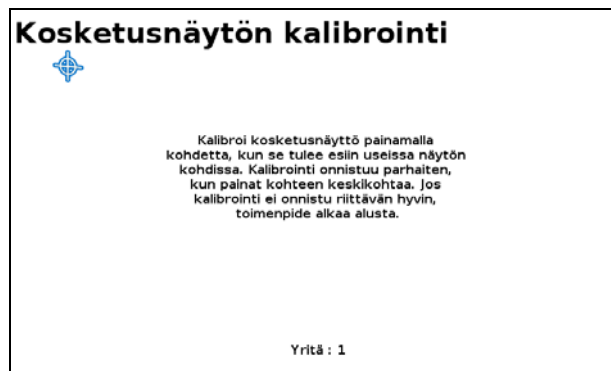 Kosketusnäytön kalibrointi
Kalibroi kosketusnäyttö painamalla
kohdetta, kun se tulee esiin useissa näytön
kohdissa. Kalibrointi onnistuu parhaiten,
kun painat kohteen keskikohtaa. Jos
kalibrointi ei onnistu riittävän hyvin,
toimenpide alkaa alusta.
Yritä : 1